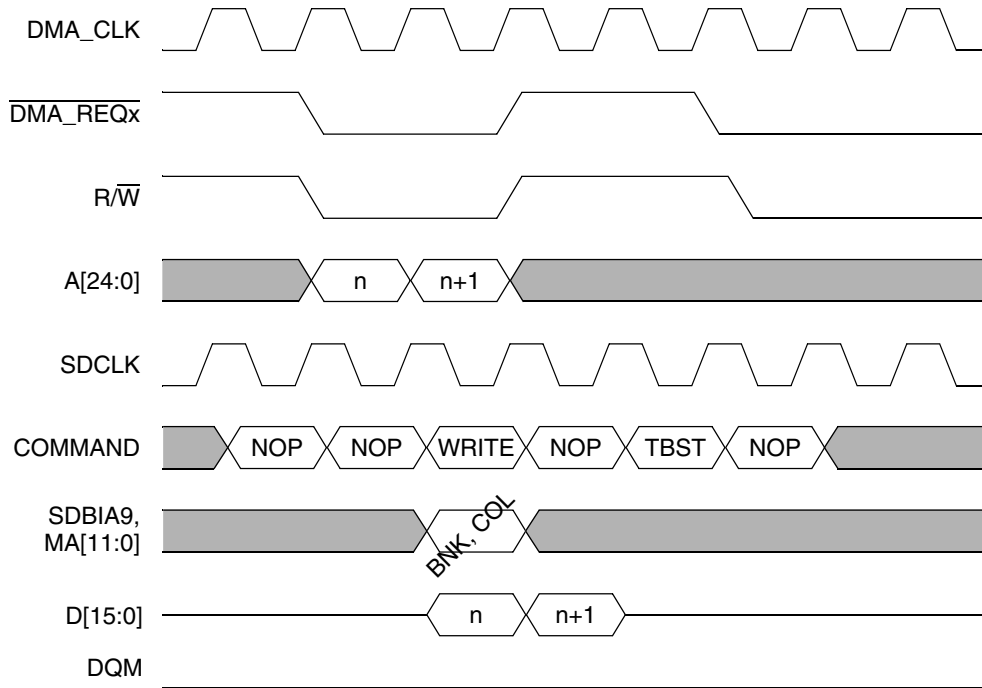 DMA_CLK
DMA_REQx
R/W
A[24:0]
n
n+1
SDCLK
COMMAND
NOP
NOP
WRITE
NOP
TBST
NOP
SDBIA9,
MA[11:0]
BNK, COL
D[15:0]
n
n+1
DQM